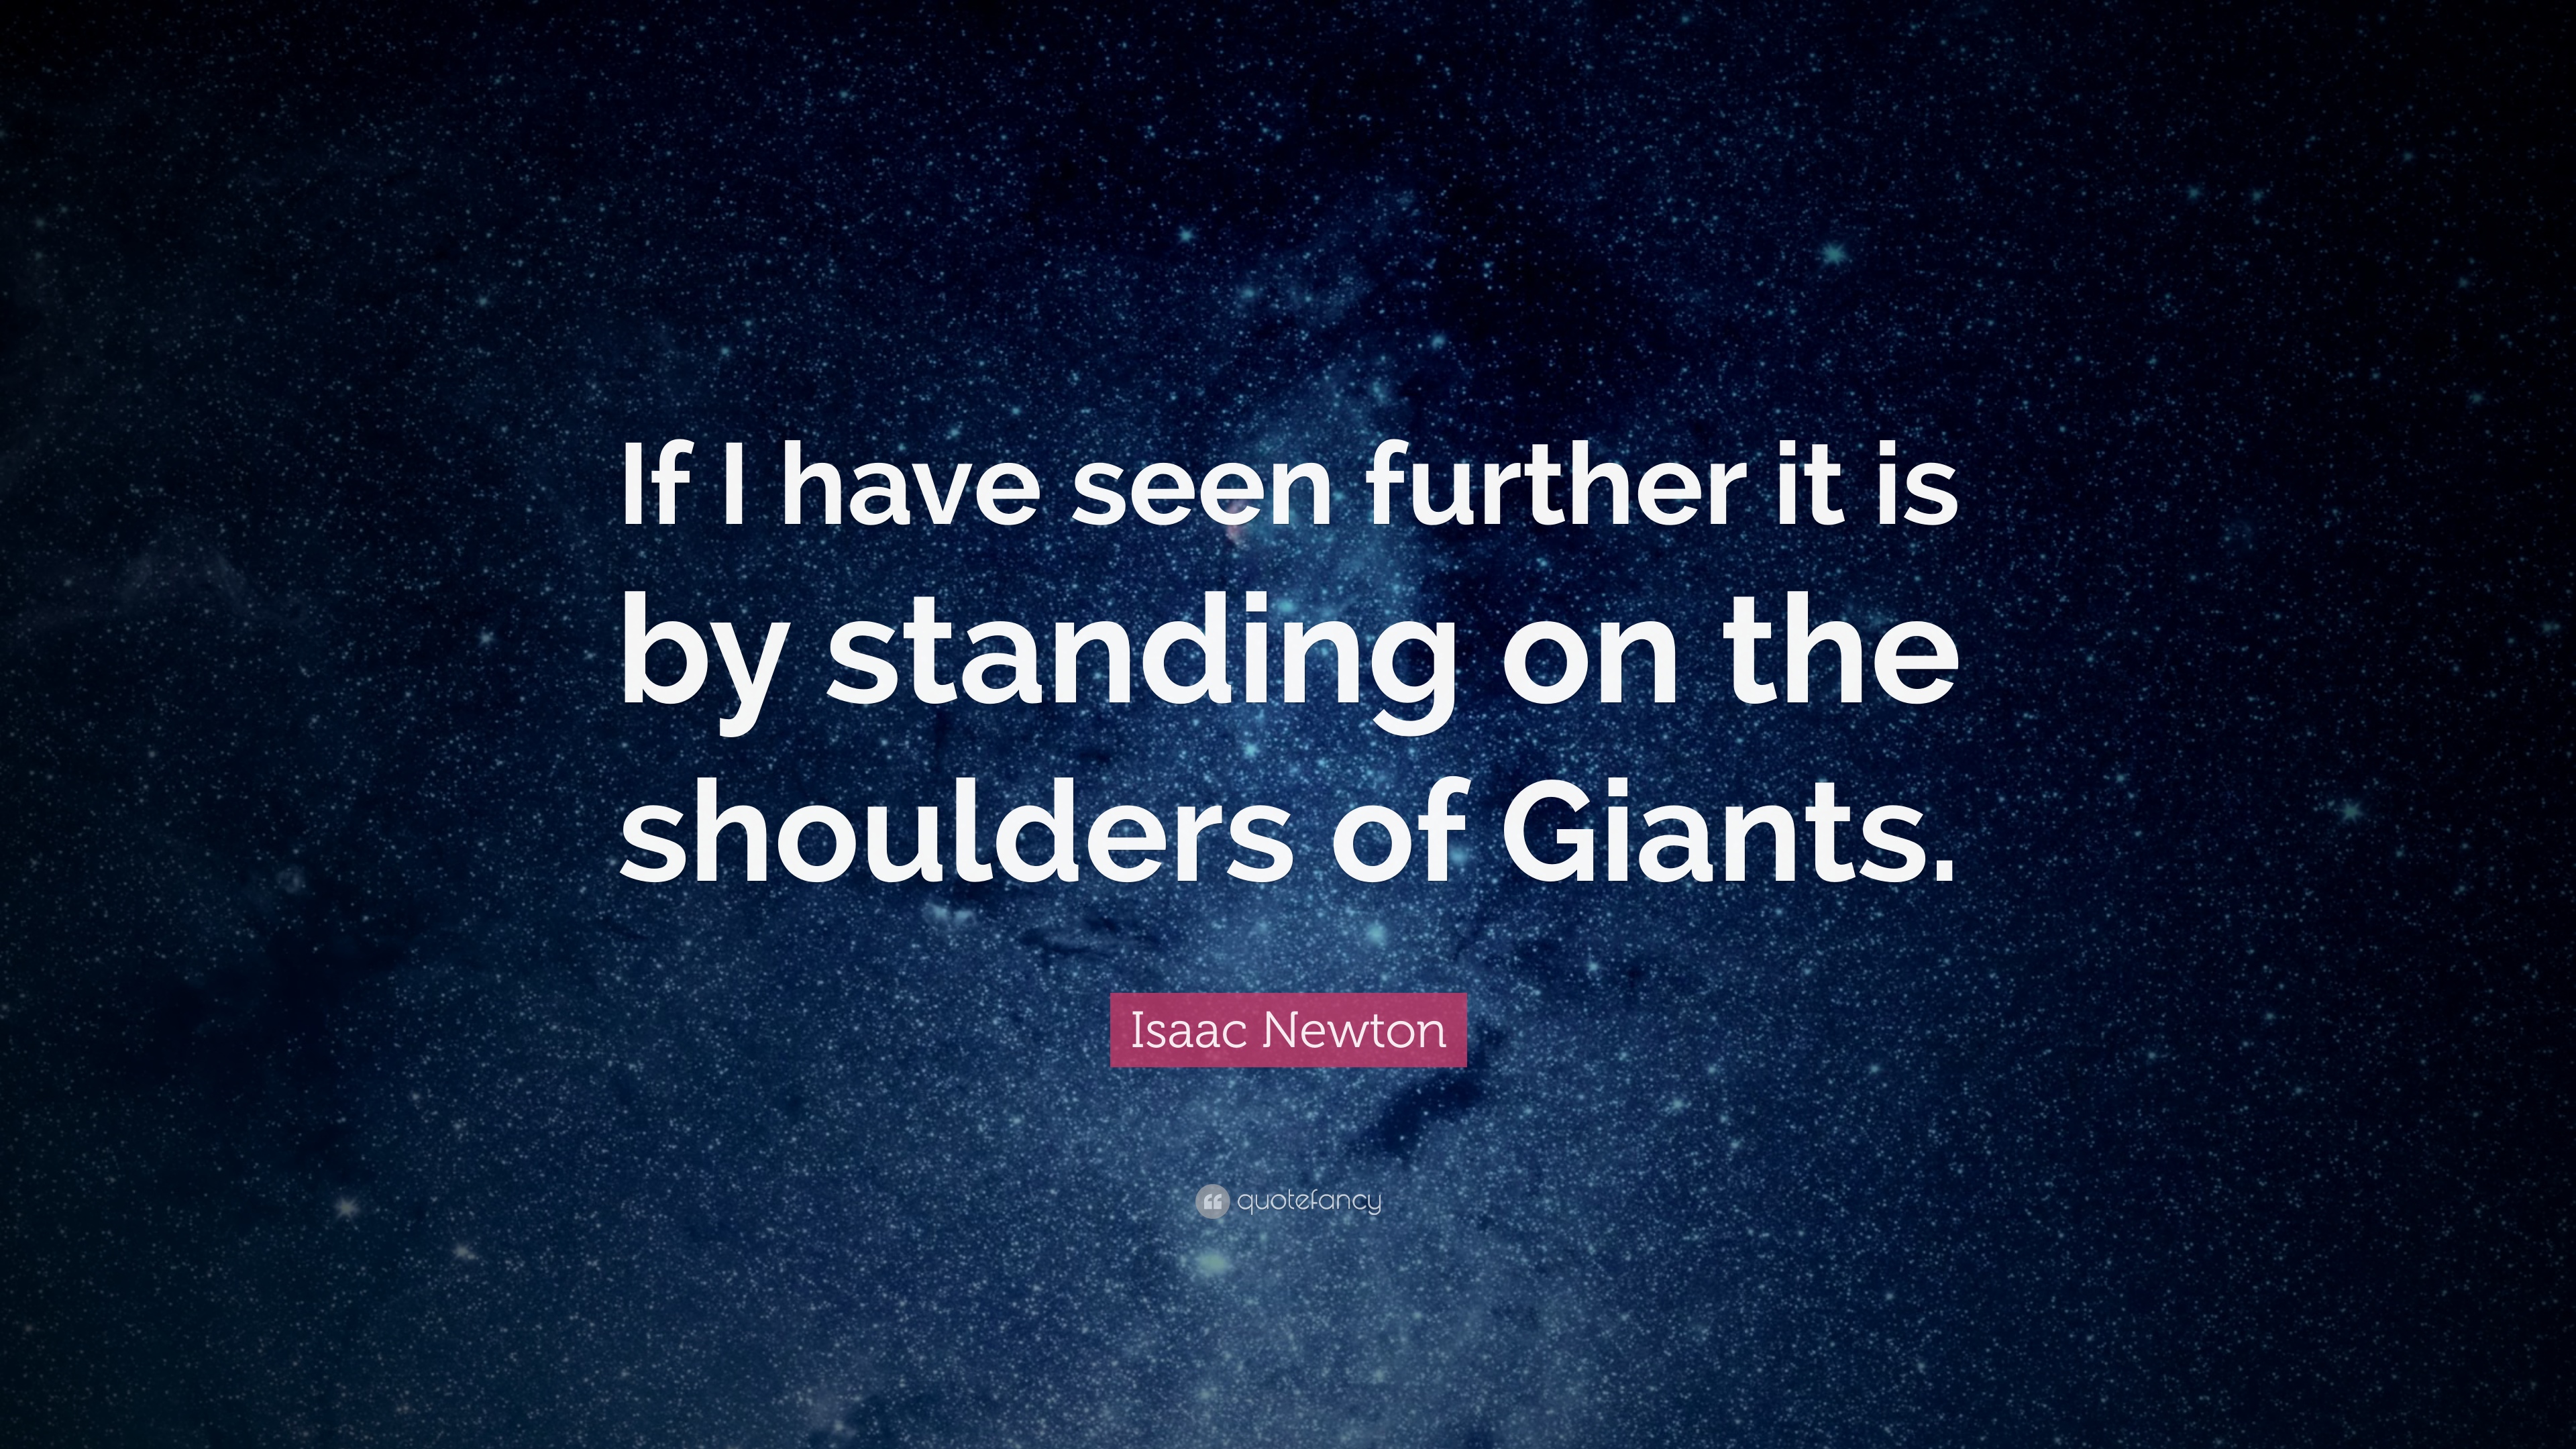 If I have seen further it is
by standing on the
shoulders of Giants.
Isaac Newton
quotefancy